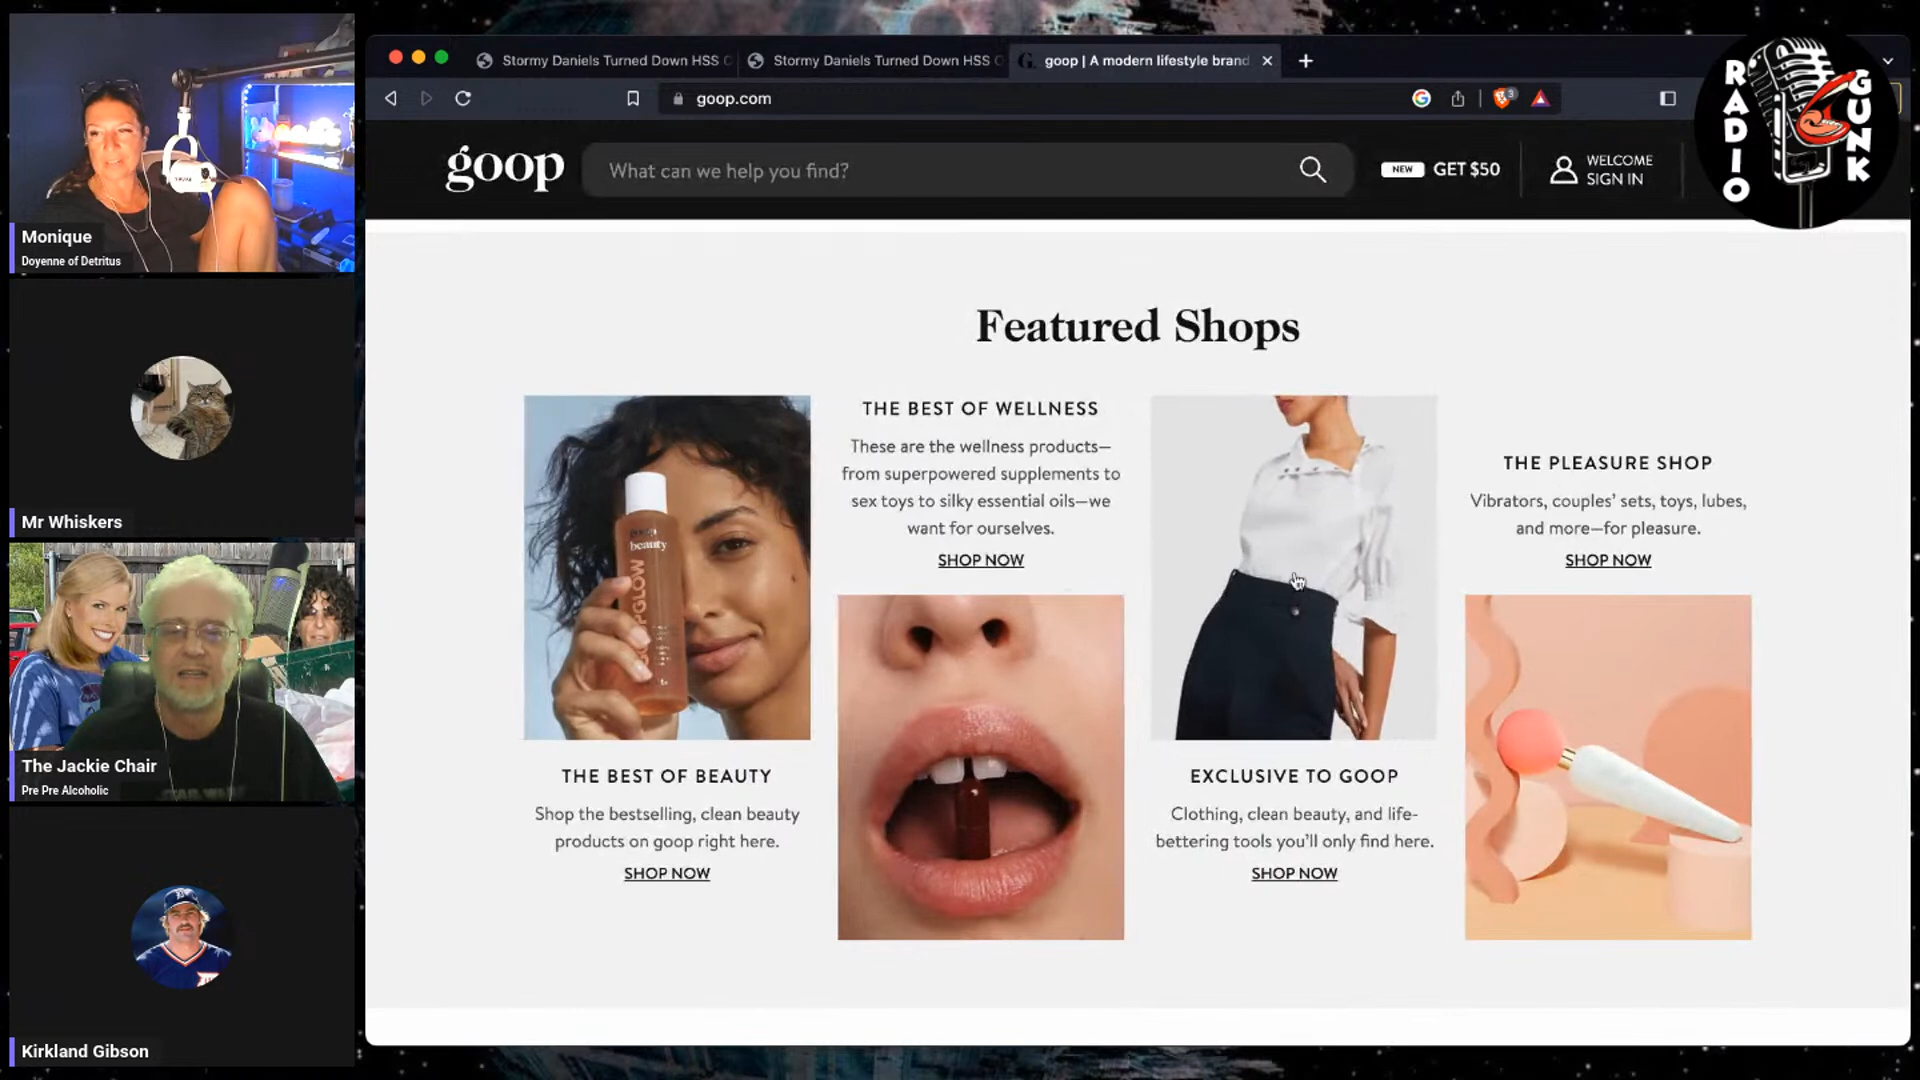 Stormy Daniels Turned Down HSS C
Stormy Daniels Turned Down HSS C
goop | A modern lifestyle brand
goop.com
3
RADIO
GUNK
goop
What can we help you find?
NEW
GET $50
WELCOME
SIGN IN
Monique
Doyenne of Detritus
Mr Whiskers
The Jackie Chair
Pre Pre Alcoholic
Kirkland Gibson
Featured Shops
beauty
THE BEST OF BEAUTY
Shop the bestselling, clean beauty
products on goop right here.
SHOP NOW
THE BEST OF WELLNESS
These are the wellness products—
from superpowered supplements to
sex toys to silky essential oils—we
want for ourselves.
SHOP NOW
EXCLUSIVE TO GOOP
Clothing, clean beauty, and life-
bettering tools you'll only find here.
SHOP NOW
THE PLEASURE SHOP
Vibrators, couples' sets, toys, lubes,
and more—for pleasure.
SHOP NOW